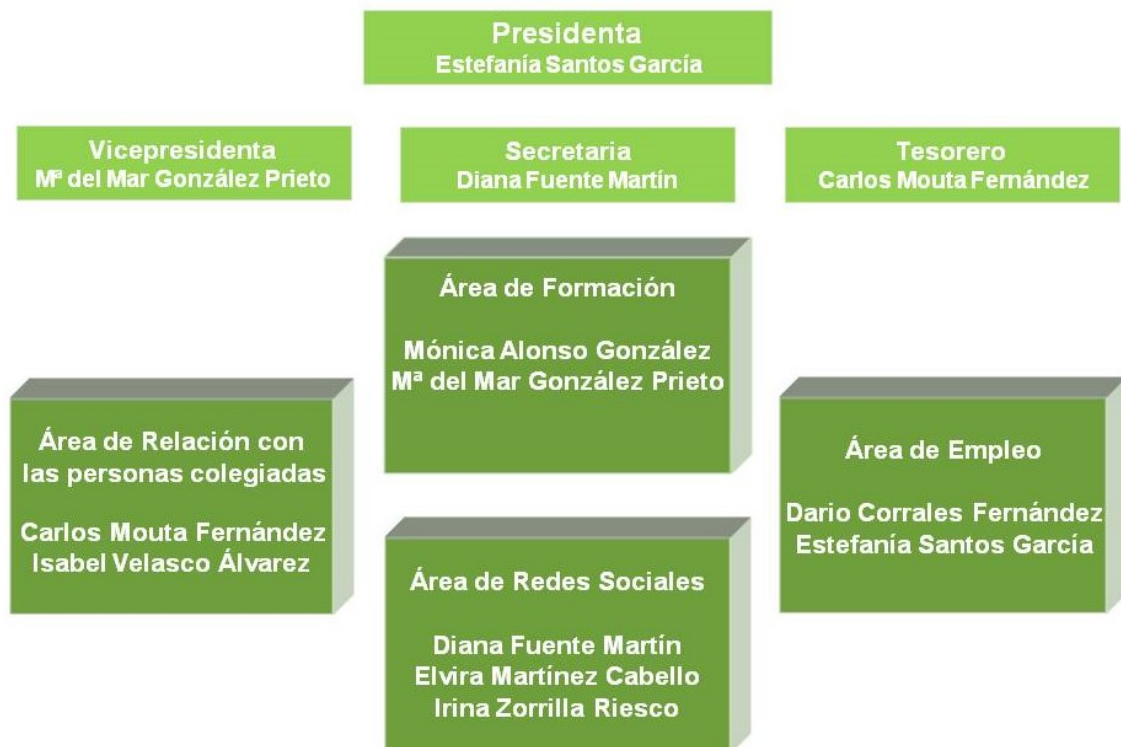 Presidenta
Estefanía Santos García
Vicepresidenta
Mª del Mar González Prieto
Secretaria
Diana Fuente Martín
Tesorero
Carlos Mouta Fernández
Área de Formación
Mónica Alonso González
Mª del Mar González Prieto
Área de Relación con
las personas colegiadas
Carlos Mouta Fernández
Isabel Velasco Álvarez
Área de Empleo
Dario Corrales Fernández
Estefanía Santos García
Área de Redes Sociales
Diana Fuente Martín
Elvira Martínez Cabello
Irina Zorrilla Riesco